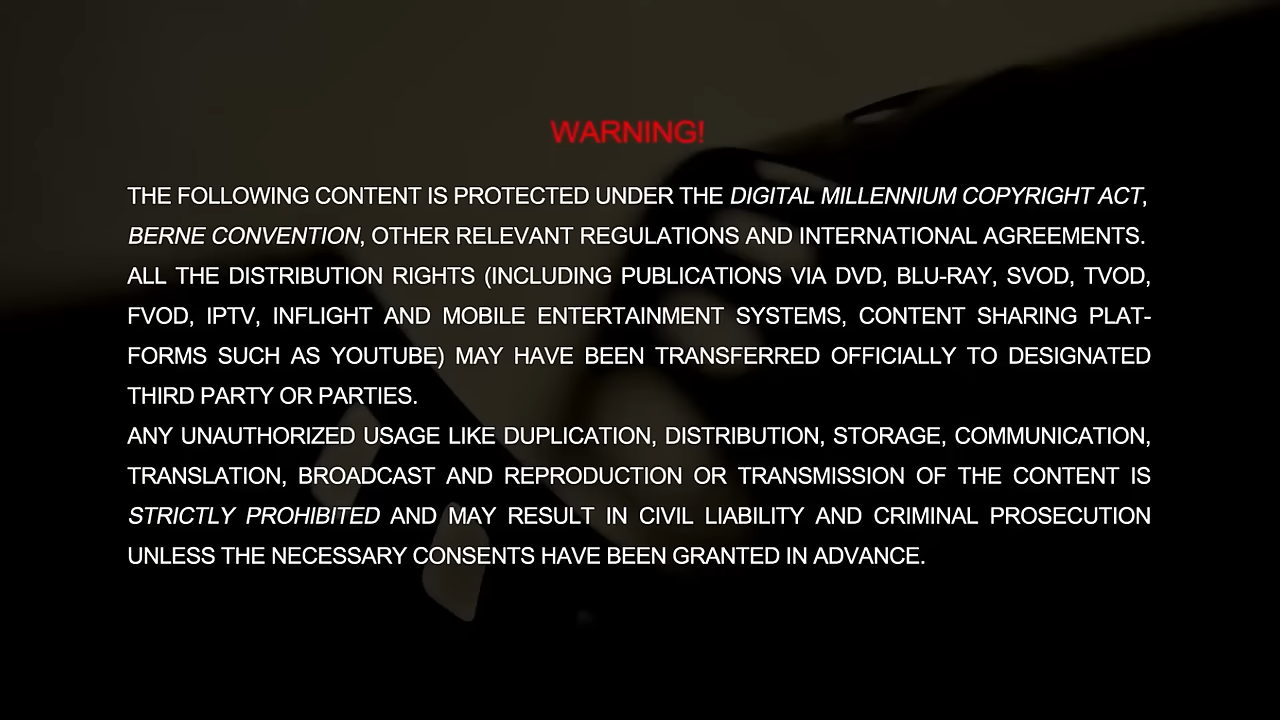 WARNING!
THE FOLLOWING CONTENT IS PROTECTED UNDER THE DIGITAL MILLENNIUM COPYRIGHT ACT,
BERNE CONVENTION, OTHER RELEVANT REGULATIONS AND INTERNATIONAL AGREEMENTS.
ALL THE DISTRIBUTION RIGHTS (INCLUDING PUBLICATIONS VIA DVD, BLU-RAY, SVOD, TVOD,
FVOD, IPTV, INFLIGHT AND MOBILE ENTERTAINMENT SYSTEMS, CONTENT SHARING PLAT-
FORMS SUCH AS YOUTUBE) MAY HAVE BEEN TRANSFERRED OFFICIALLY TO DESIGNATED
THIRD PARTY OR PARTIES.
ANY UNAUTHORIZED USAGE LIKE DUPLICATION, DISTRIBUTION, STORAGE, COMMUNICATION,
TRANSLATION, BROADCAST AND REPRODUCTION OR TRANSMISSION OF THE CONTENT IS
STRICTLY PROHIBITED AND MAY RESULT IN CIVIL LIABILITY AND CRIMINAL PROSECUTION
UNLESS THE NECESSARY CONSENTS HAVE BEEN GRANTED IN ADVANCE.